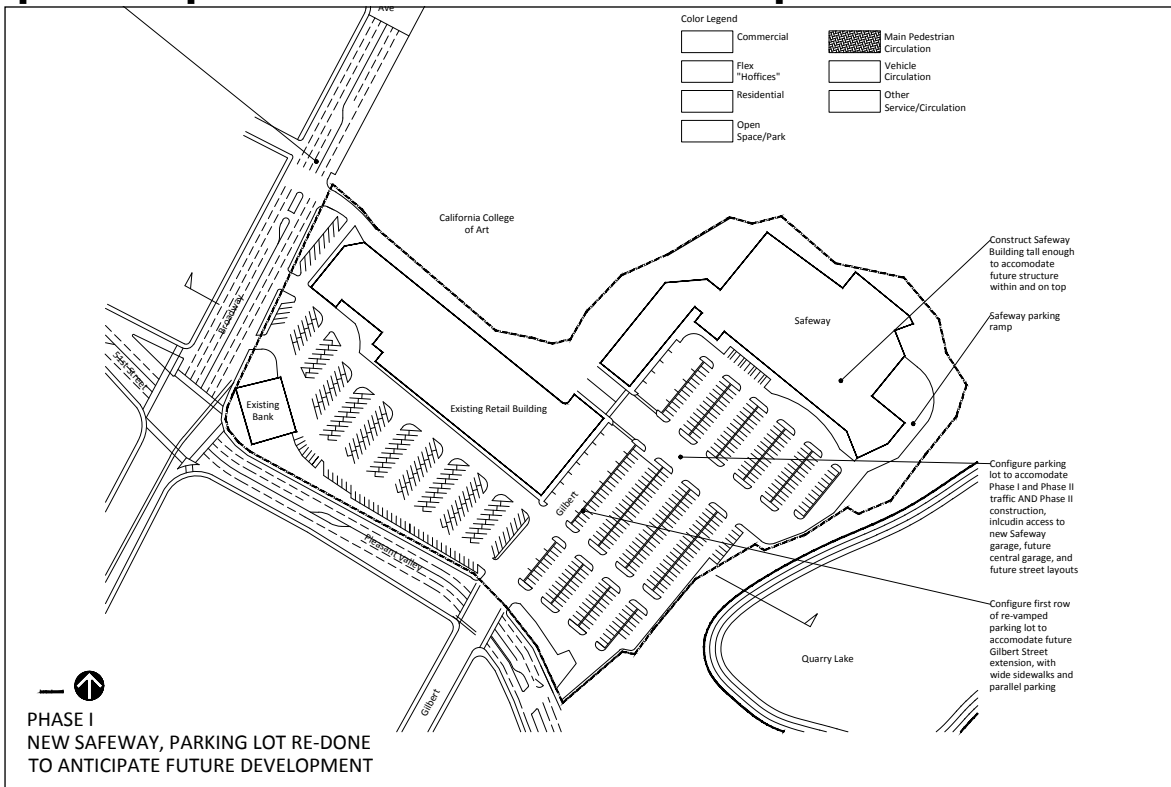 Ave
Color Legend
Commercial
Flex
"Hoffices"
Residential
Open
Space/Park
Main Pedestrian
Circulation
Vehicle
Circulation
Other
Service/Circulation
California College
of Art
Construct Safeway
Building tall enough
to accomodate
future structure
within and on top
Safeway parking
ramp
Safeway
Broadway
51st Street
Existing
Bank
Existing Retail Building
Gilbert
Configure parking
lot to accomodate
Phase I and Phase II
traffic AND Phase II
construction,
inlcudin access to
new Safeway
garage, future
central garage, and
future street layouts
Pleasant Valley
Configure first row
of re-vamped
parking lot to
accomodate future
Gilbert Street
extension, with
wide sidewalks and
parallel parking
Quarry Lake
Gilbert
PHASE I
NEW SAFEWAY, PARKING LOT RE-DONE
TO ANTICIPATE FUTURE DEVELOPMENT